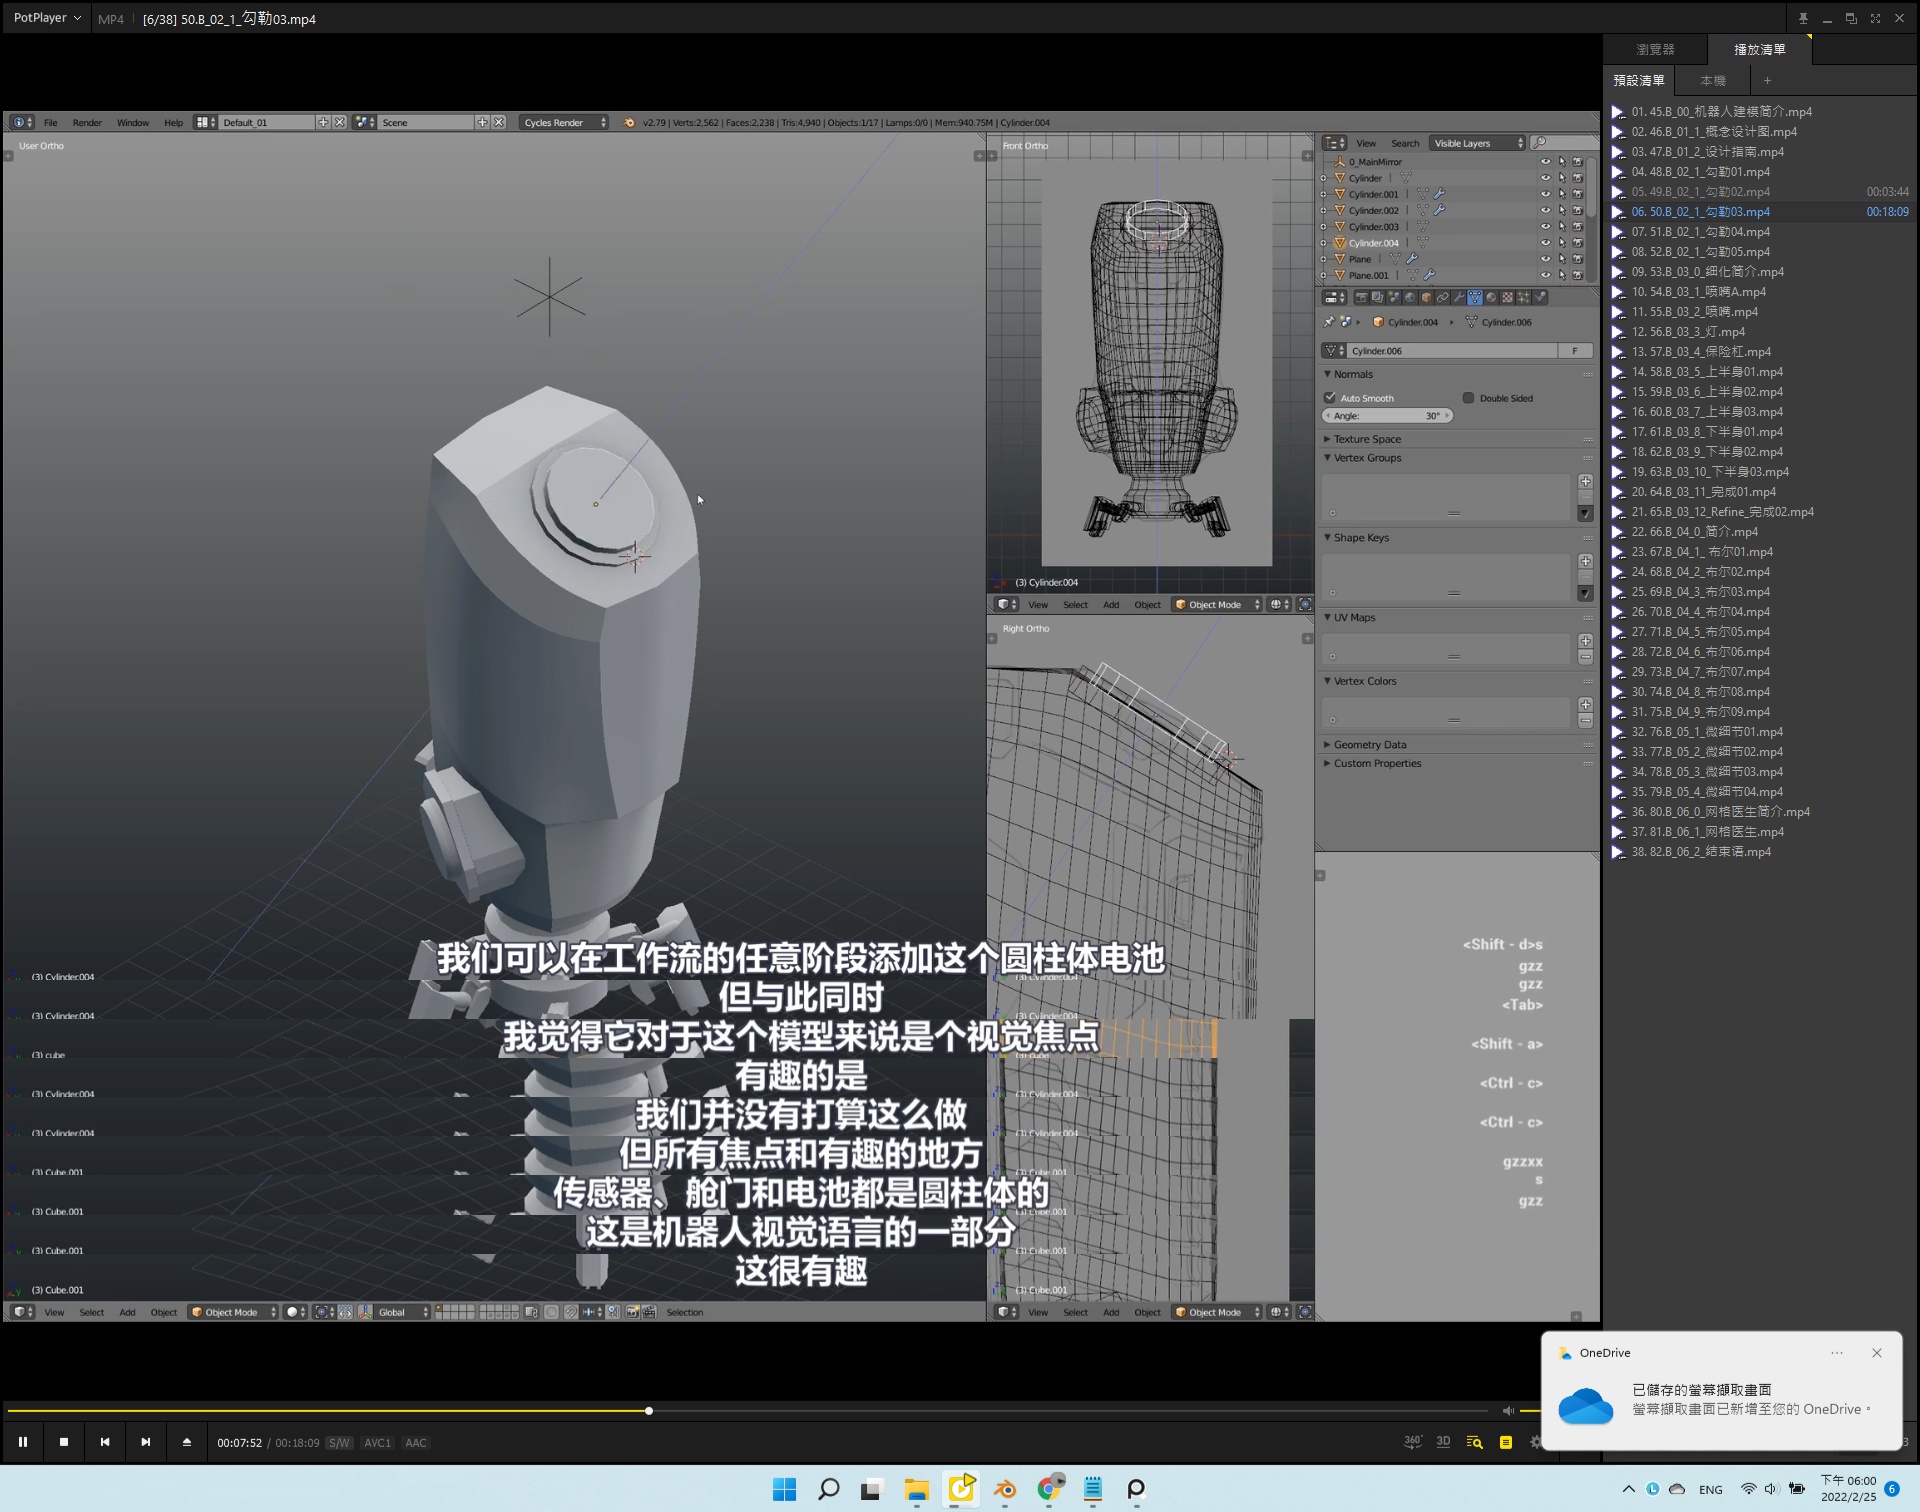 PotPlayer
MP4
[6/38] 50.B_02_1_勾勒03.mp4
瀏覽器
播放清單
預設清單
本機
+
01. 45.B_00_机器人建模简介.mp4
02. 46.B_01_1_概念设计图.mp4
03. 47.B_01_2_设计指南.mp4
04. 48.B_02_1_勾勒01.mp4
05. 49.B_02_1_勾勒02.mp4 00:03:44
06. 50.B_02_1_勾勒03.mp4 00:18:09
07. 51.B_02_1_勾勒04.mp4
08. 52.B_02_1_勾勒05.mp4
09. 53.B_03_0_细化简介.mp4
10. 54.B_03_1_喷嘴A.mp4
11. 55.B_03_2_喷嘴.mp4
12. 56.B_03_3_灯.mp4
13. 57.B_03_4_保险杠.mp4
14. 58.B_03_5_上半身01.mp4
15. 59.B_03_6_上半身02.mp4
16. 60.B_03_7_上半身03.mp4
17. 61.B_03_8_下半身01.mp4
18. 62.B_03_9_下半身02.mp4
19. 63.B_03_10_下半身03.mp4
20. 64.B_03_11_完成01.mp4
21. 65.B_03_12_Refine_完成02.mp4
22. 66.B_04_0_简介.mp4
23. 67.B_04_1_ 布尔01.mp4
24. 68.B_04_2_布尔02.mp4
25. 69.B_04_3_布尔03.mp4
26. 70.B_04_4_布尔04.mp4
27. 71.B_04_5_布尔05.mp4
28. 72.B_04_6_布尔06.mp4
29. 73.B_04_7_布尔07.mp4
30. 74.B_04_8_布尔08.mp4
31. 75.B_04_9_布尔09.mp4
32. 76.B_05_1_微细节01.mp4
33. 77.B_05_2_微细节02.mp4
34. 78.B_05_3_微细节03.mp4
35. 79.B_05_4_微细节04.mp4
36. 80.B_06_0_网格医生简介.mp4
37. 81.B_06_1_网格医生.mp4
38. 82.B_06_2_结束语.mp4
File Render Window Help Default_01 Scene Cycles Render v2.79 | Verts:2,562 | Faces:2,238 | Tris:4,940 | Objects:1/17 | Lamps:0/0 | Mem:940.75M | Cylinder.004
User Ortho
Front Ortho
(3) Cylinder.004
View Select Add Object Object Mode
Right Ortho
View Search Visible Layers
0_MainMirror
Cylinder
Cylinder.001
Cylinder.002
Cylinder.003
Cylinder.004
Plane
Plane.001
Cylinder.004 Cylinder.006
Cylinder.006 F
Normals
Auto Smooth Double Sided
Angle: 30°
Texture Space
Vertex Groups
Shape Keys
UV Maps
Vertex Colors
Geometry Data
Custom Properties
<Shift - d>s
gzz
gzz
<Tab>
<Shift - a>
<Ctrl - c>
<Ctrl - c>
gzzxx
s
gzz
我们可以在工作流的任意阶段添加这个圆柱体电池
但与此同时
我觉得它对于这个模型来说是个视觉焦点
有趣的是
我们并没有打算这么做
但所有焦点和有趣的地方
传感器、舱门和电池都是圆柱体的
这是机器人视觉语言的一部分
这很有趣
(3) Cylinder.004
(3) Cylinder.004
(3) cube
(3) Cylinder.004
(3) Cylinder.004
(3) Cube.001
(3) Cube.001
(3) Cube.001
(3) Cube.001
(3) Cylinder.004
(3) Cube.001
(3) Cube.001
(3) Cube.001
View Select Add Object Object Mode Global Selection
View Select Add Object Object Mode
OneDrive
已儲存的螢幕擷取畫面
螢幕擷取畫面已新增至您的 OneDrive。
00:07:52 / 00:18:09 S/W AVC1 AAC
360° 3D
ENG
下午 06:00
2022/2/25
6